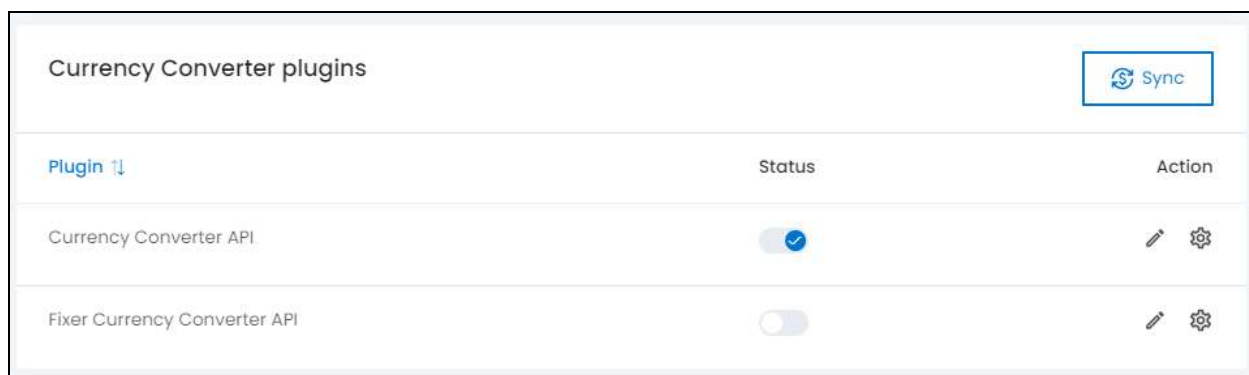 Currency Converter plugins
Sync
Plugin
Status
Action
Currency Converter API
Fixer Currency Converter API